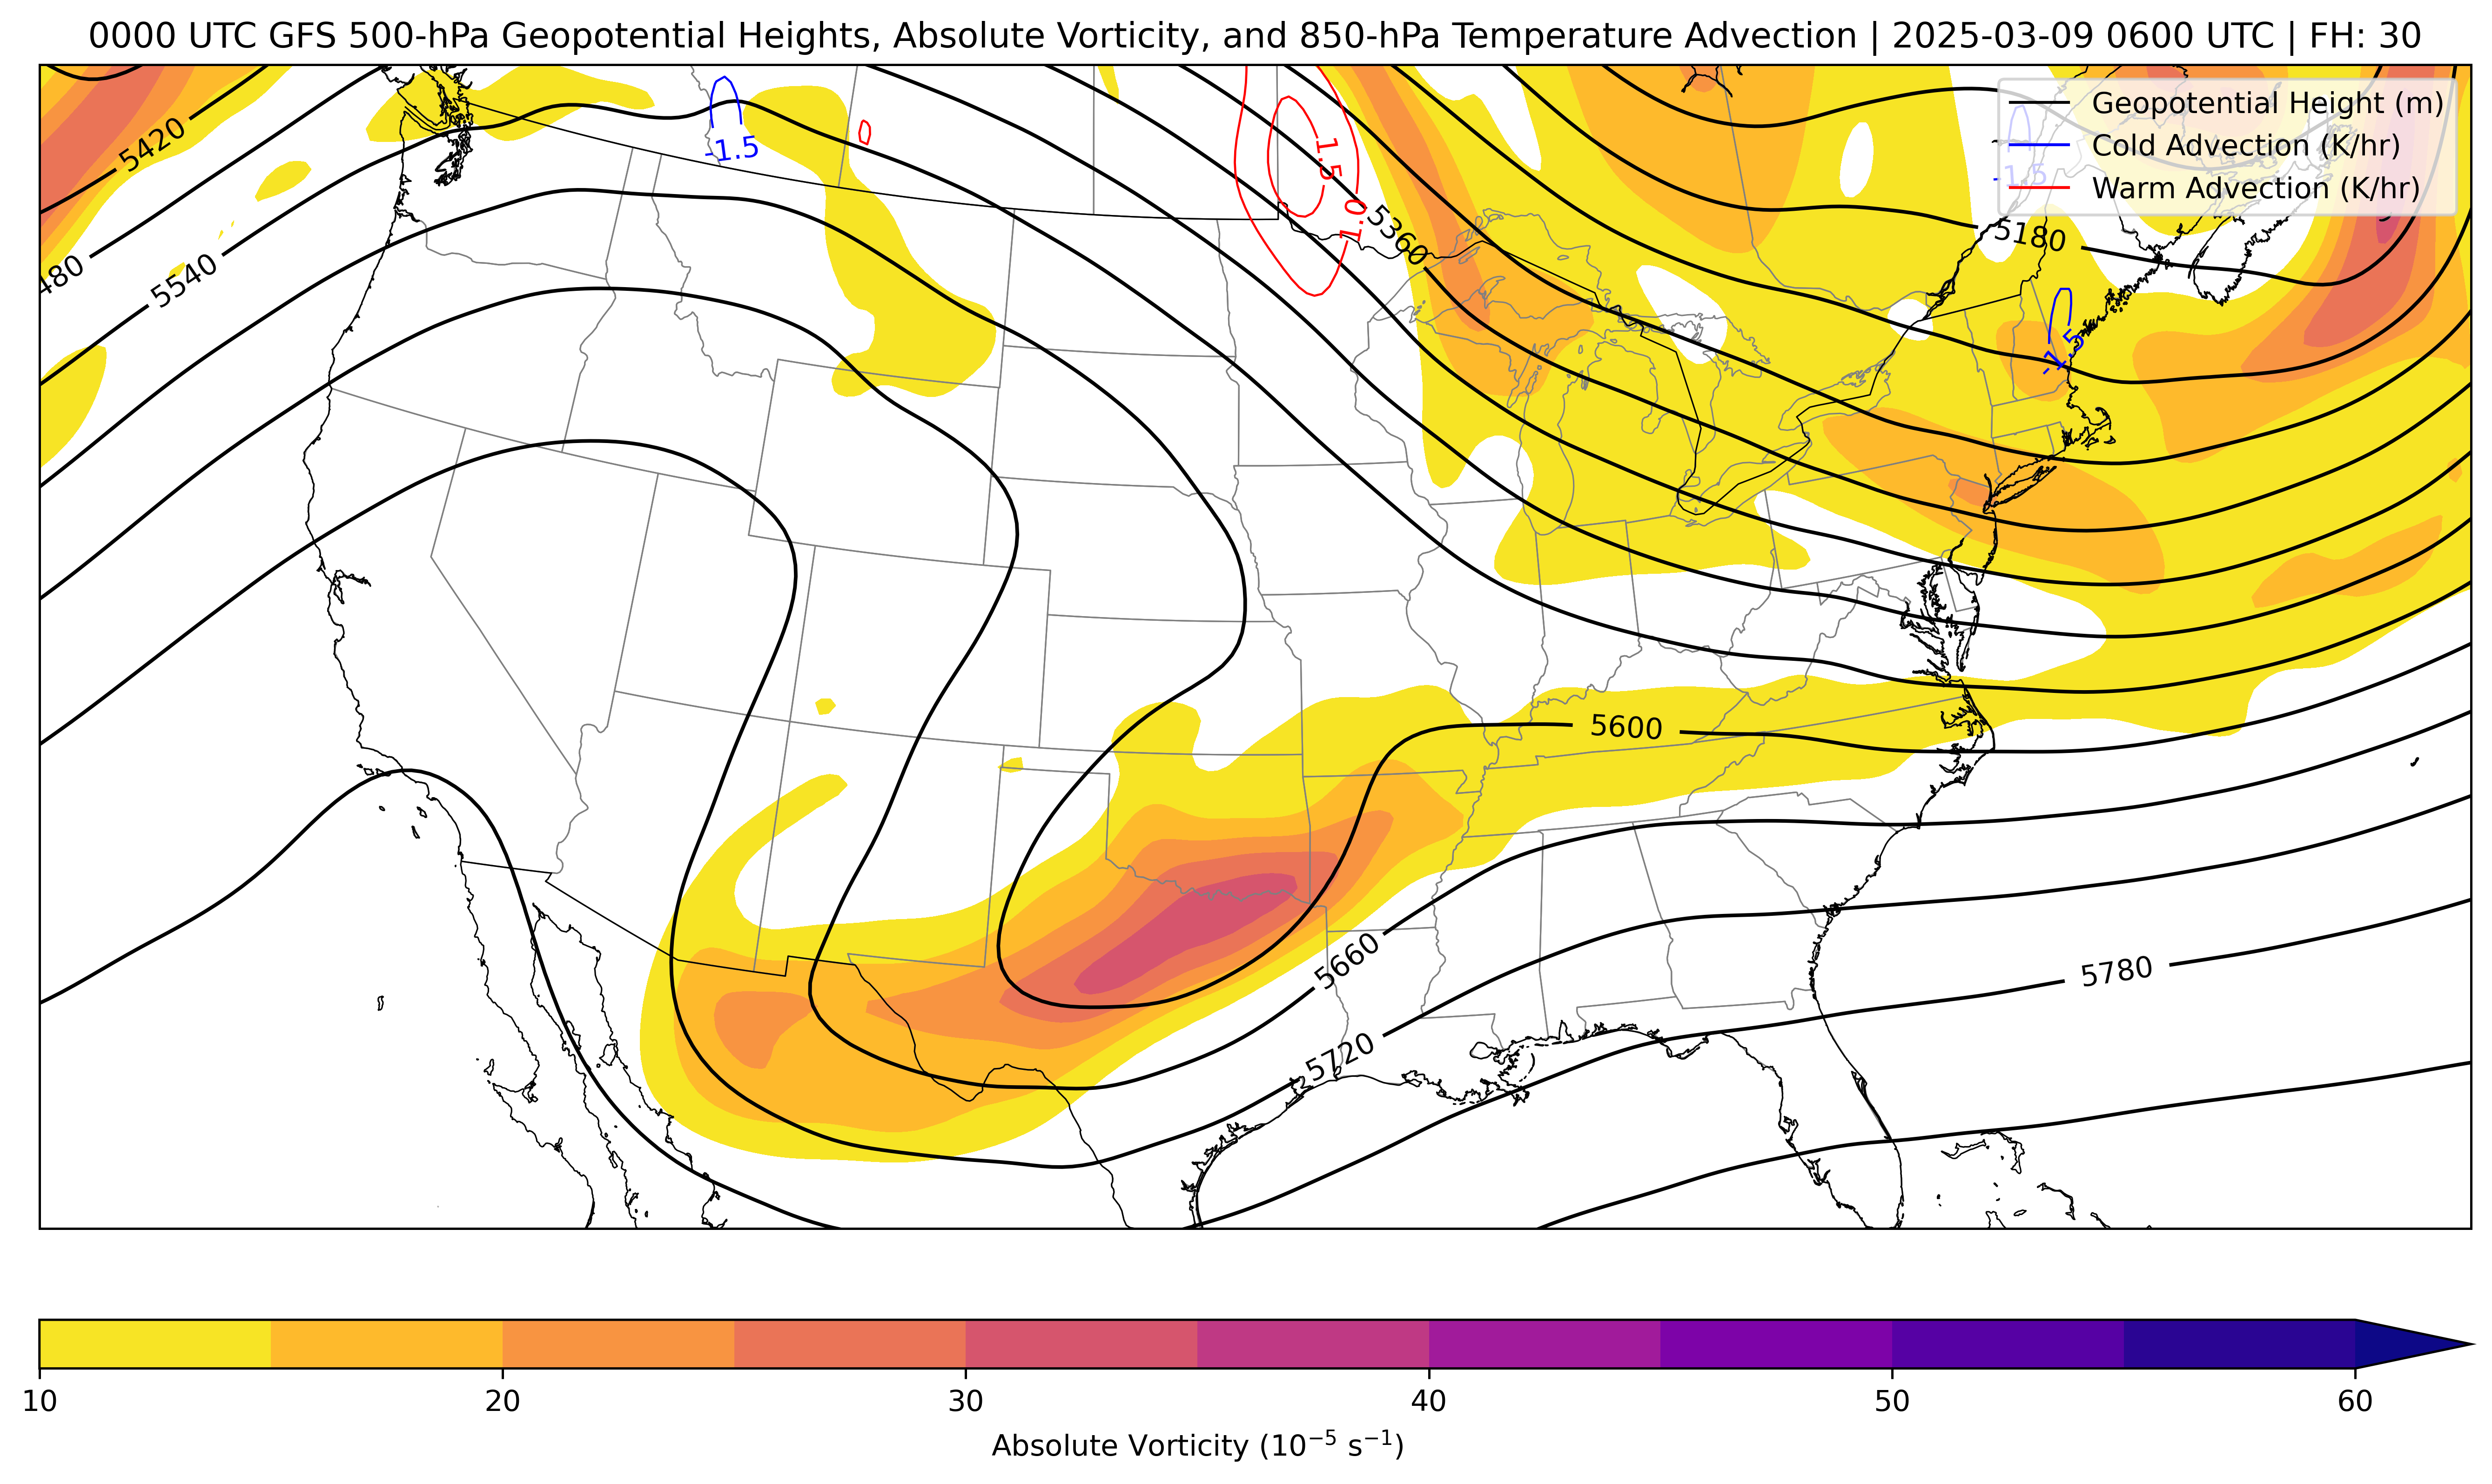 0000 UTC GFS 500-hPa Geopotential Heights, Absolute Vorticity, and 850-hPa Temperature Advection | 2025-03-09 0600 UTC | FH: 30
Geopotential Height (m)
Cold Advection (K/hr)
Warm Advection (K/hr)
5420
480
5540
-1.5
1.5
0.1
5360
5180
-1.5
-1.5
5600
5660
5720
5780
10 20 30 40 50 60
Absolute Vorticity (10⁻⁵ s⁻¹)